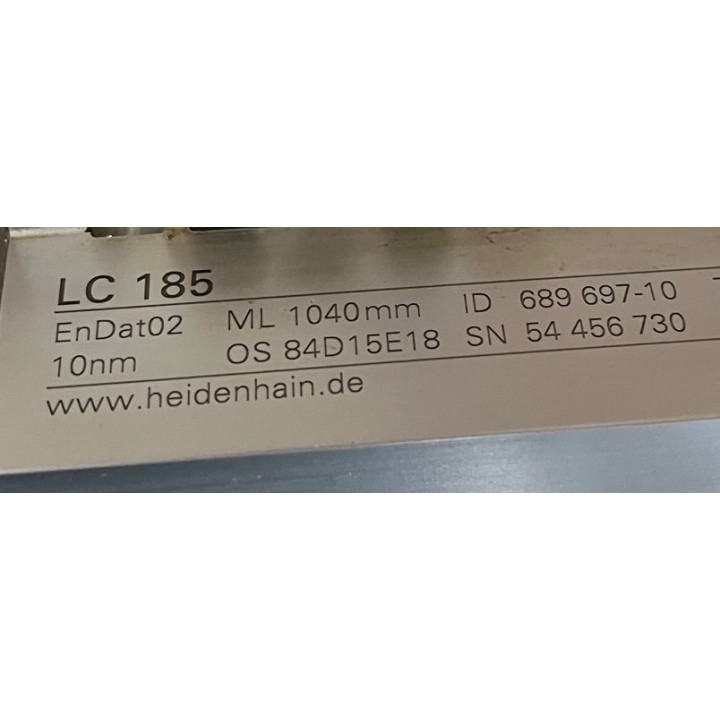 LC 185
EnDat02 ML 1040mm ID 689 697-10
10nm OS 84D15E18 SN 54 456 730
www.heidenhain.de